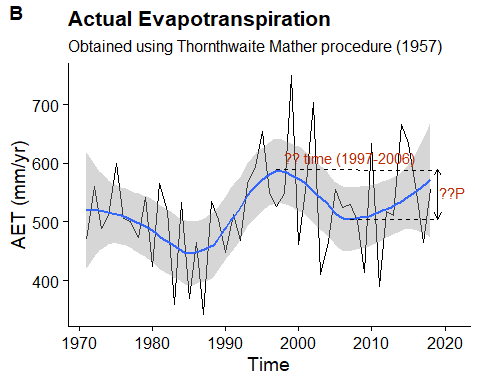 B
Actual Evapotranspiration
Obtained using Thornthwaite Mather procedure (1957)
AET (mm/yr)
700
600
500
400
?? time (1997-2006)
??P
1970
1980
1990
2000
2010
2020
Time